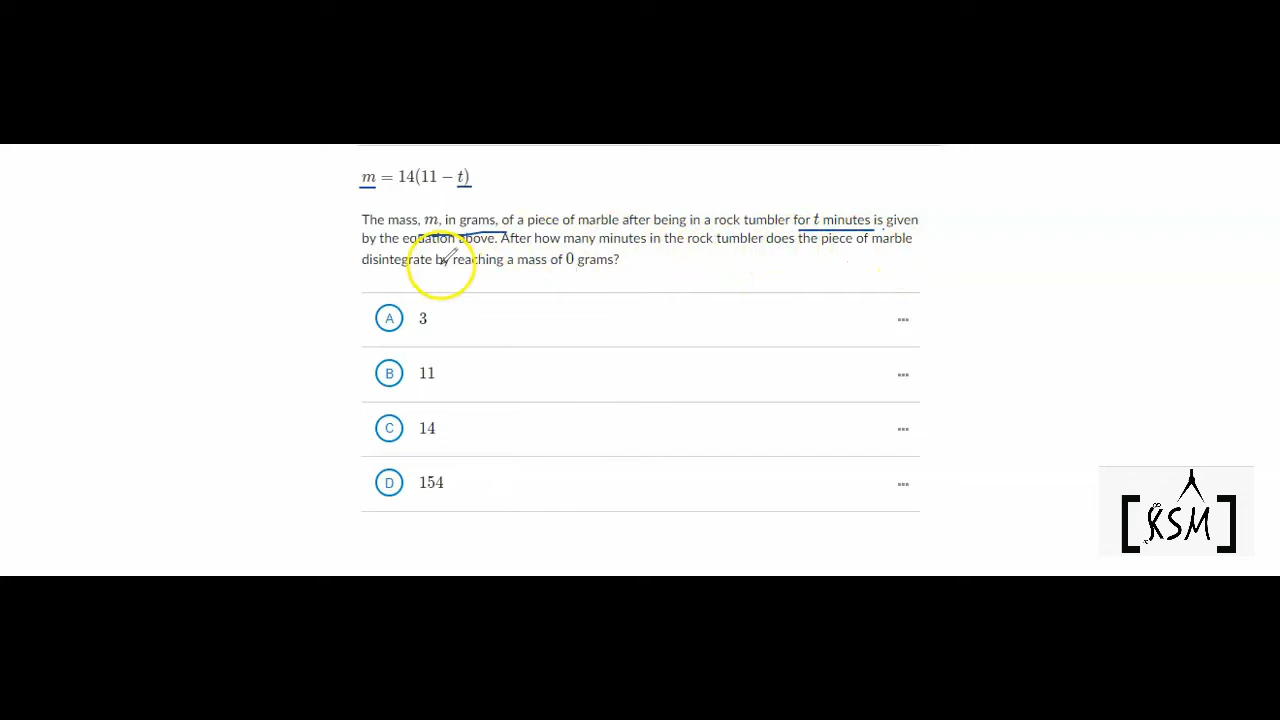 m = 14(11 − t)
The mass, m, in grams, of a piece of marble after being in a rock tumbler for t minutes is given
by the equation above. After how many minutes in the rock tumbler does the piece of marble
disintegrate by reaching a mass of 0 grams?
A 3
B 11
C 14
D 154
[KSM]